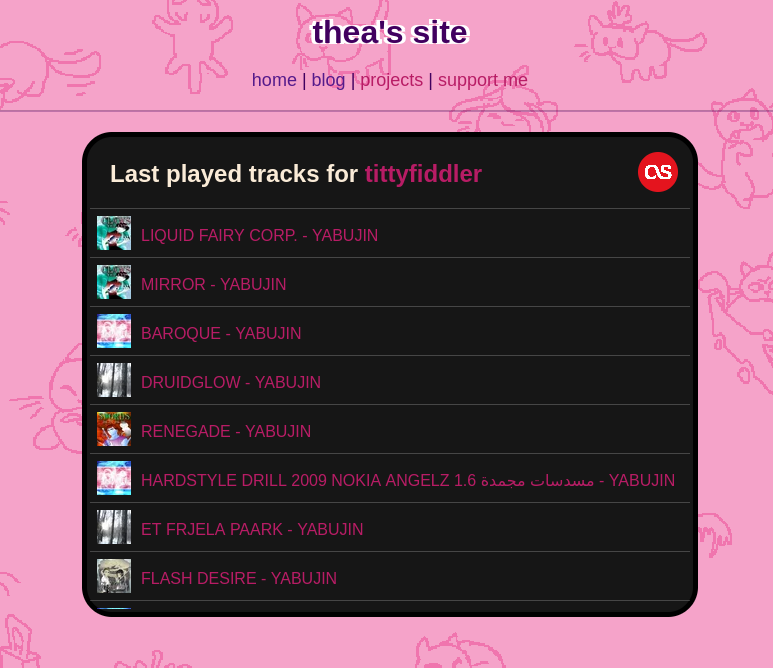 thea's site
home | blog | projects | support me
Last played tracks for tittyfiddler
LIQUID FAIRY CORP. - YABUJIN
MIRROR - YABUJIN
BAROQUE - YABUJIN
DRUIDGLOW - YABUJIN
RENEGADE - YABUJIN
HARDSTYLE DRILL 2009 NOKIA ANGELZ 1.6 مسدسات مجمدة - YABUJIN
ET FRJELA PAARK - YABUJIN
FLASH DESIRE - YABUJIN